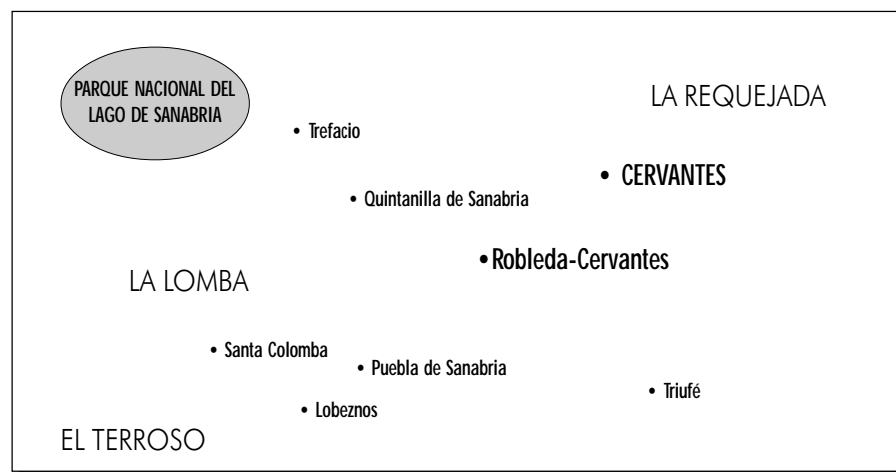 PARQUE NACIONAL DEL
LAGO DE SANABRIA
LA REQUEJADA
• Trefacio
• CERVANTES
• Quintanilla de Sanabria
• Robleda-Cervantes
LA LOMBA
• Santa Colomba
• Puebla de Sanabria
• Triufé
• Lobeznos
EL TERROSO